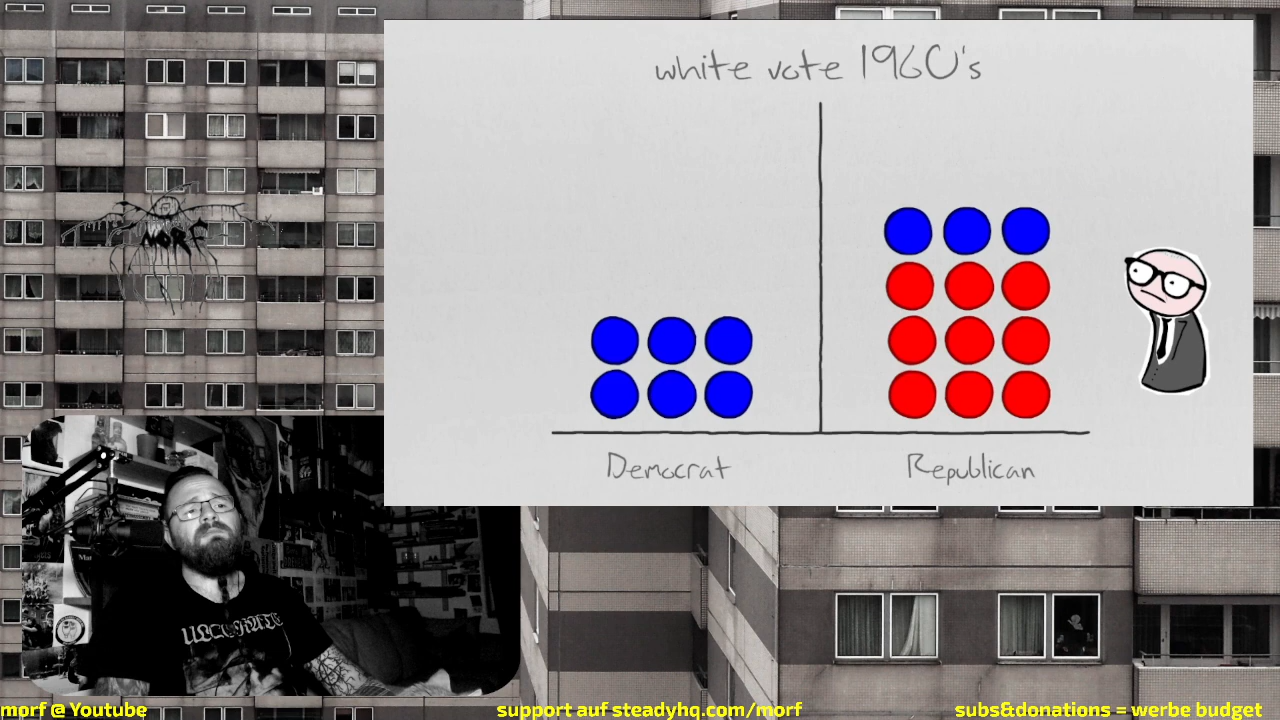 white vote 1960's
Democrat
Republican
MORF
morf @ Youtube
support auf steadyhq.com/morf
subs&donations = werbe budget